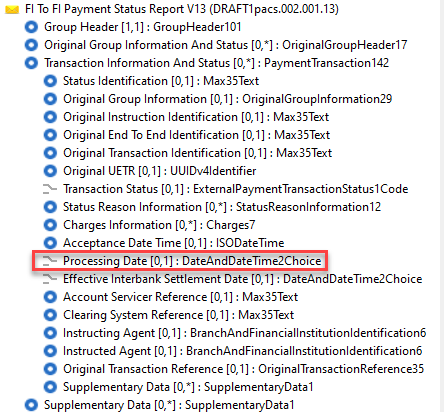 FI To FI Payment Status Report V13 (DRAFT1pacs.002.001.13)
Group Header [1,1] : GroupHeader101
Original Group Information And Status [0,*] : OriginalGroupHeader17
Transaction Information And Status [0,*] : PaymentTransaction142
Status Identification [0,1] : Max35Text
Original Group Information [0,1] : OriginalGroupInformation29
Original Instruction Identification [0,1] : Max35Text
Original End To End Identification [0,1] : Max35Text
Original Transaction Identification [0,1] : Max35Text
Original UETR [0,1] : UUIDv4Identifier
Transaction Status [0,1] : ExternalPaymentTransactionStatus1Code
Status Reason Information [0,*] : StatusReasonInformation12
Charges Information [0,*] : Charges7
Acceptance Date Time [0,1] : ISODateTime
Processing Date [0,1] : DateAndDateTime2Choice
Effective Interbank Settlement Date [0,1] : DateAndDateTime2Choice
Account Servicer Reference [0,1] : Max35Text
Clearing System Reference [0,1] : Max35Text
Instructing Agent [0,1] : BranchAndFinancialInstitutionIdentification6
Instructed Agent [0,1] : BranchAndFinancialInstitutionIdentification6
Original Transaction Reference [0,1] : OriginalTransactionReference35
Supplementary Data [0,*] : SupplementaryData1
Supplementary Data [0,*] : SupplementaryData1